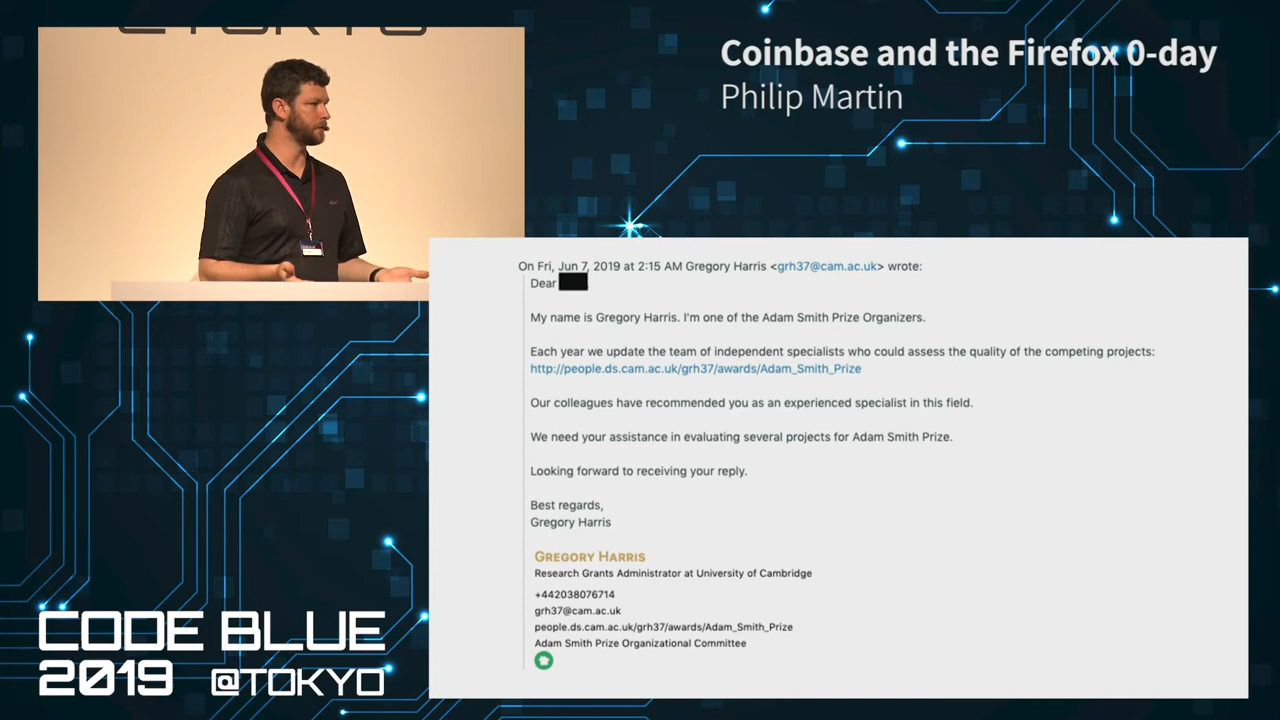 Coinbase and the Firefox 0-day
Philip Martin
On Fri, Jun 7, 2019 at 2:15 AM Gregory Harris <grh37@cam.ac.uk> wrote:
Dear
My name is Gregory Harris. I'm one of the Adam Smith Prize Organizers.
Each year we update the team of independent specialists who could assess the quality of the competing projects:
http://people.ds.cam.ac.uk/grh37/awards/Adam_Smith_Prize
Our colleagues have recommended you as an experienced specialist in this field.
We need your assistance in evaluating several projects for Adam Smith Prize.
Looking forward to receiving your reply.
Best regards,
Gregory Harris
GREGORY HARRIS
Research Grants Administrator at University of Cambridge
+442038076714
grh37@cam.ac.uk
people.ds.cam.ac.uk/grh37/awards/Adam_Smith_Prize
Adam Smith Prize Organizational Committee
CODE BLUE
2019 @TOKYO